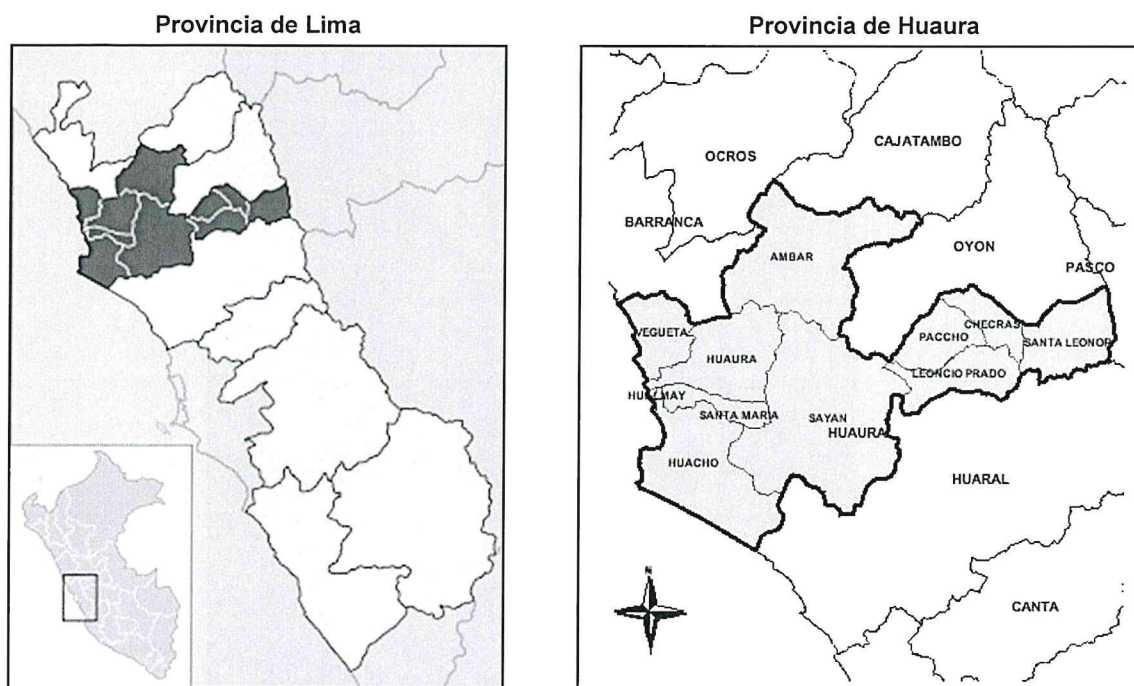 Provincia de Lima
Provincia de Huaura
CAJATAMBO
OCROS
BARRANCA
AMBAR
OYON
PASCO
CHECRAS
PACCHO
SANTA LEONOR
VEGUETA
HUAURA
LEONCIO PRADO
SANTA MARIA
SAYAN
HUAURA
HUACHO
HUARAL
N
CANTA